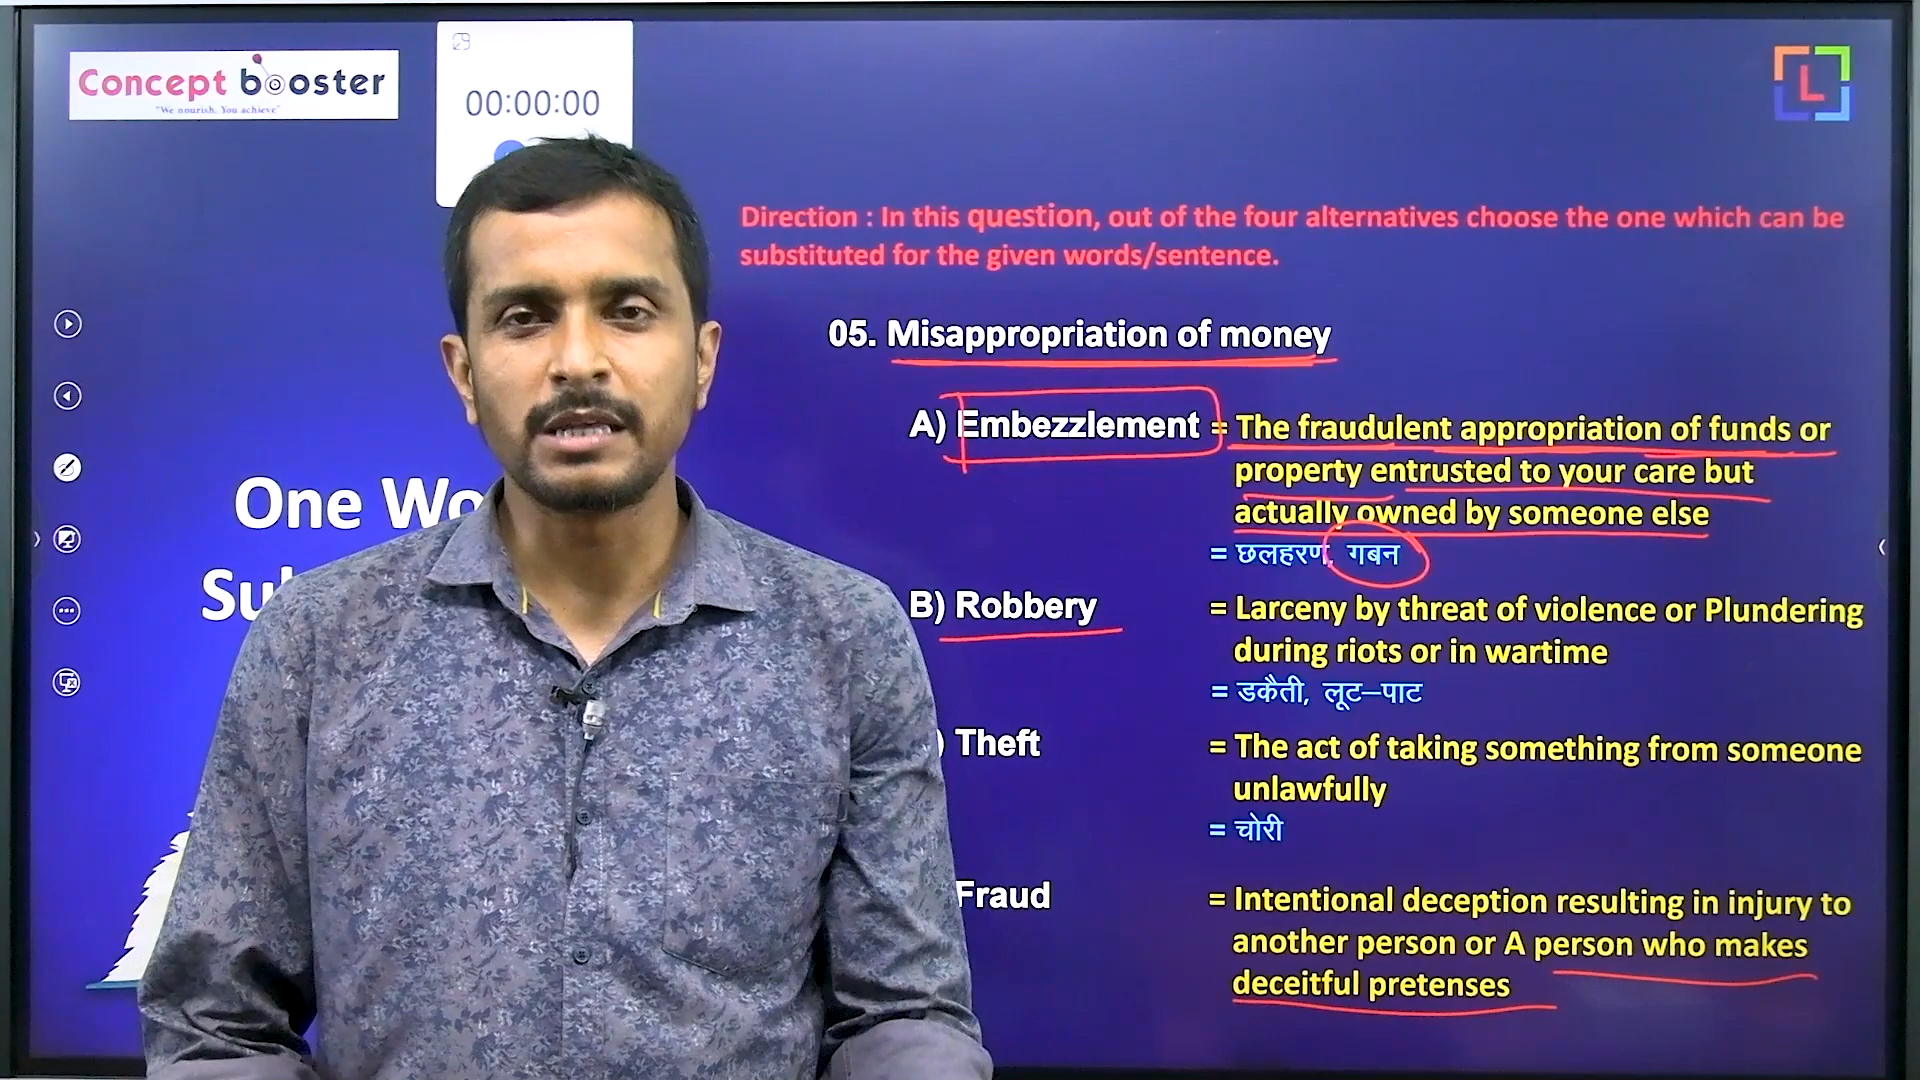 Concept booster
"We nourish, You achieve"
00:00:00
L
Direction : In this question, out of the four alternatives choose the one which can be
substituted for the given words/sentence.
05. Misappropriation of money
A) Embezzlement = The fraudulent appropriation of funds or
property entrusted to your care but
actually owned by someone else
= छलहरण, गबन
B) Robbery = Larceny by threat of violence or Plundering
during riots or in wartime
= डकैती, लूट–पाट
) Theft = The act of taking something from someone
unlawfully
= चोरी
Fraud = Intentional deception resulting in injury to
another person or A person who makes
deceitful pretenses
One Wo
Su